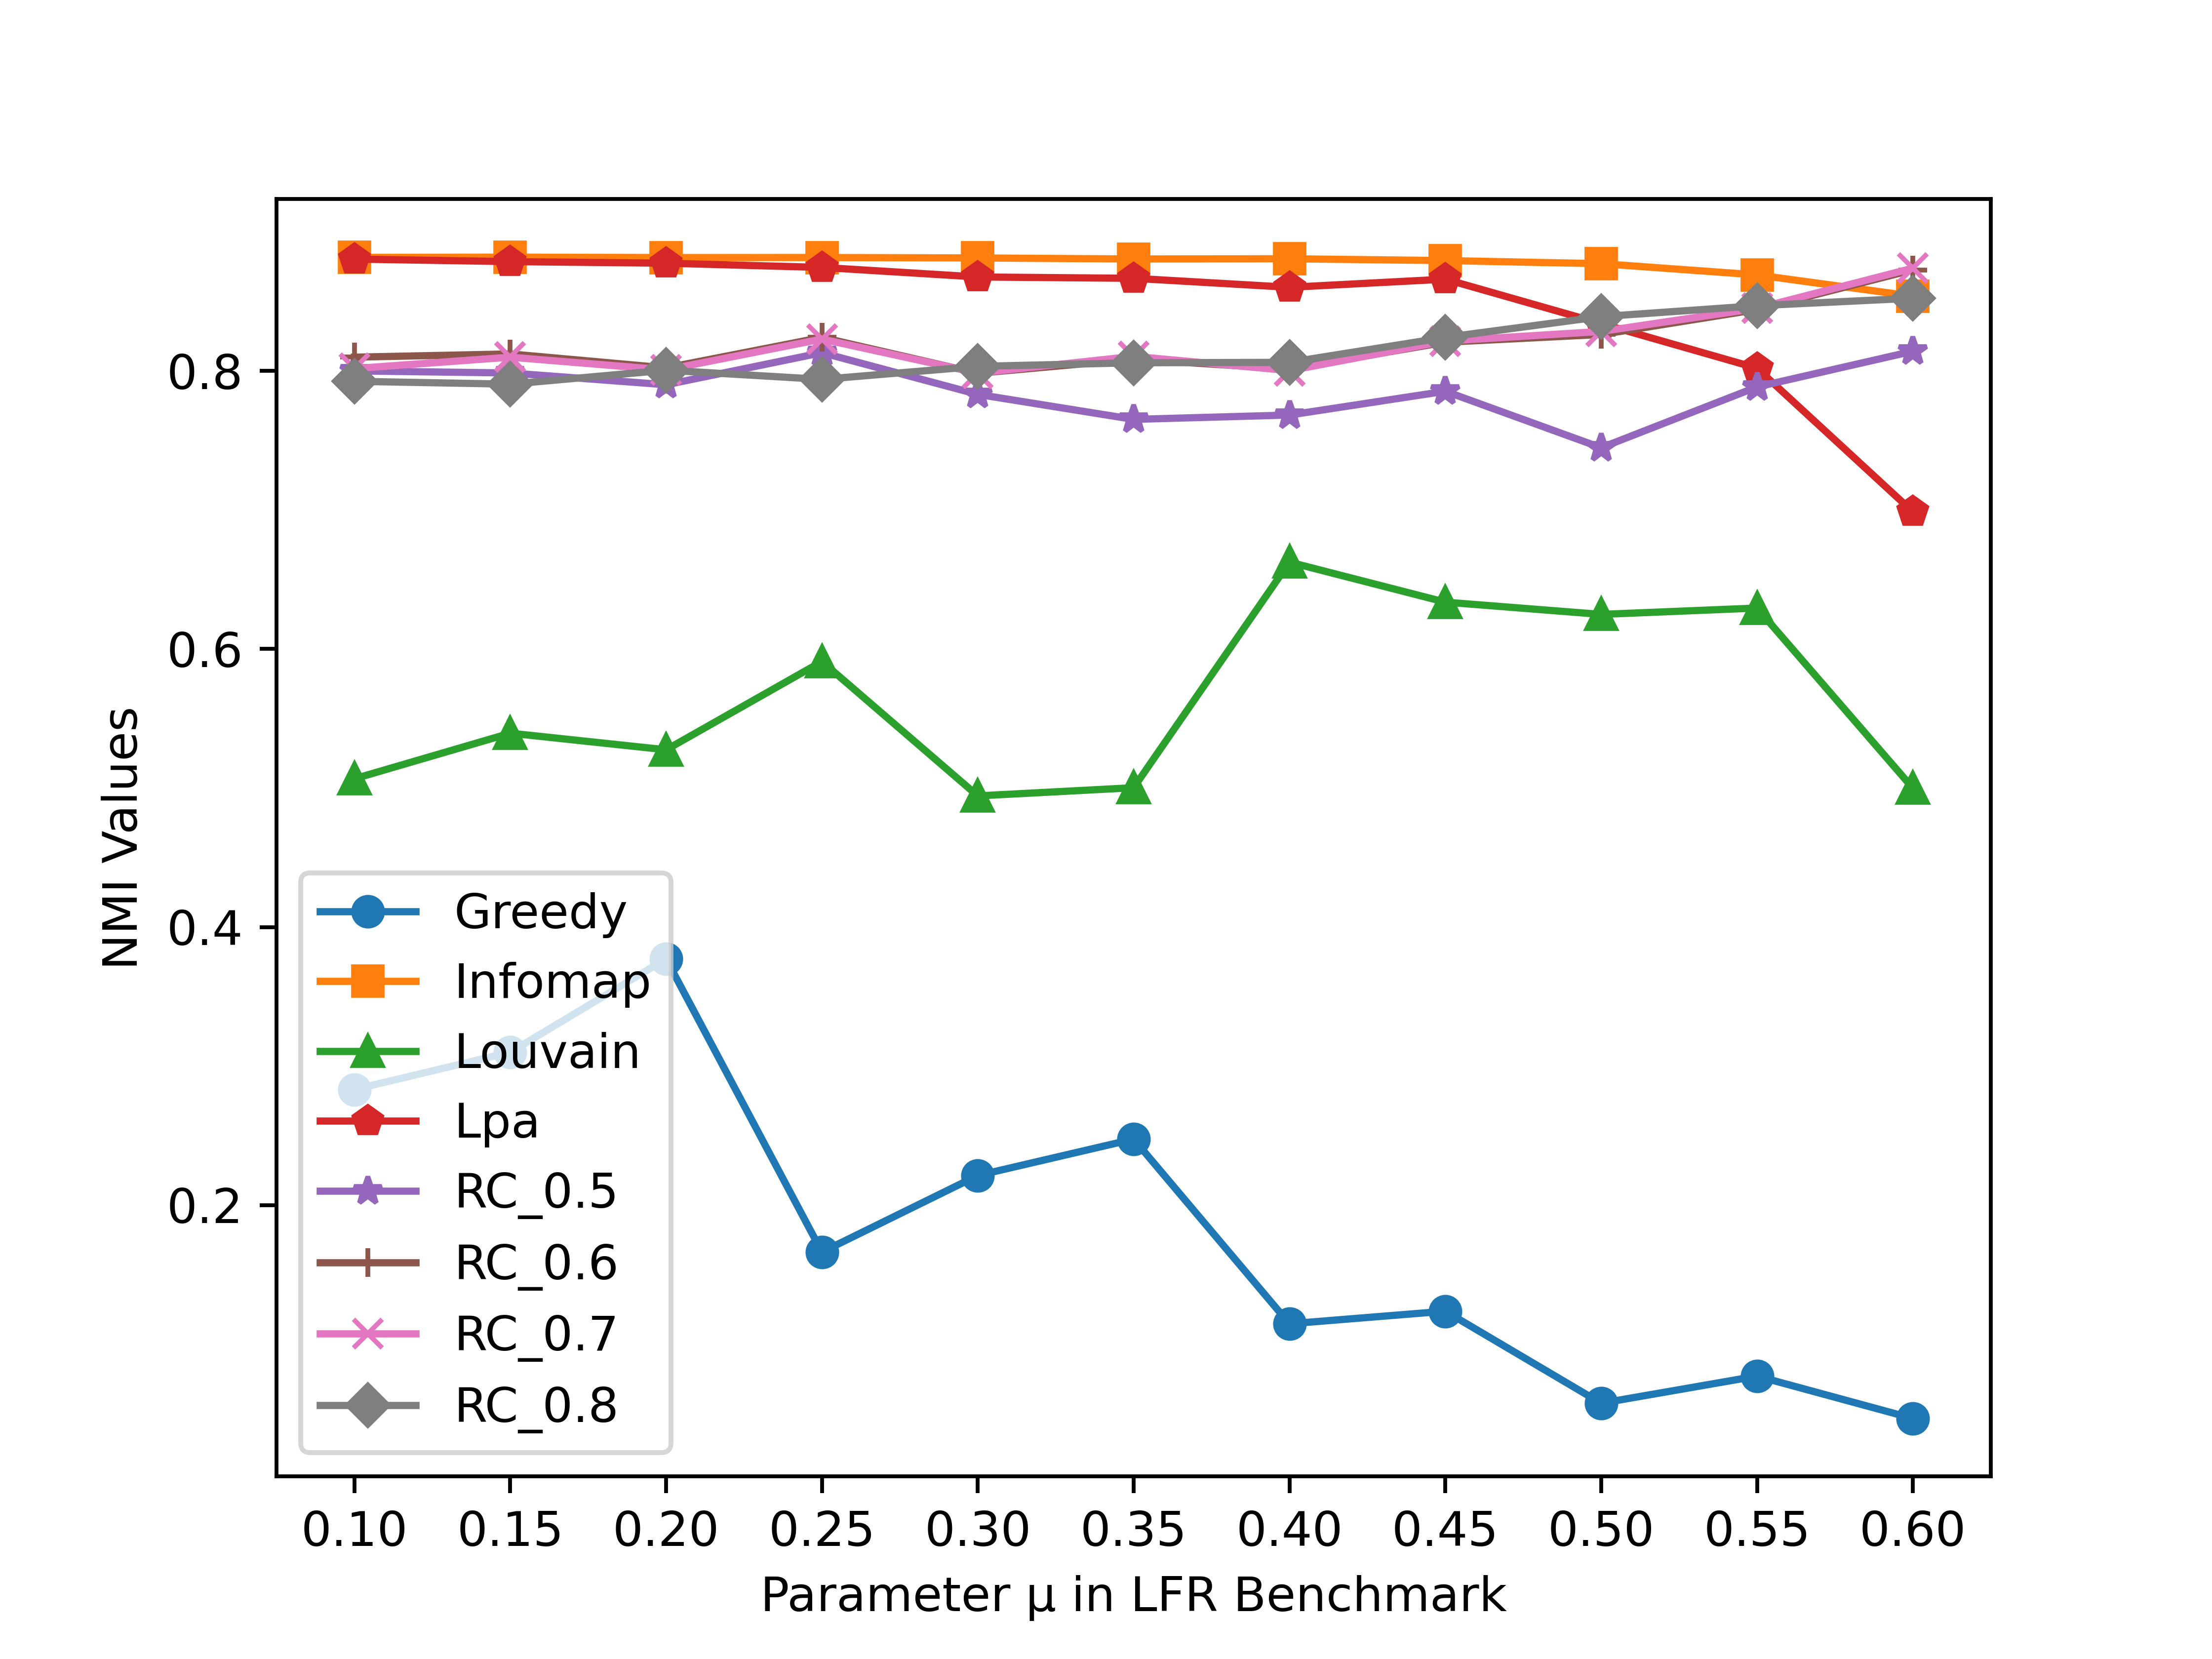 0.8
0.6
0.4
0.2
NMI Values
Greedy
Infomap
Louvain
Lpa
RC_0.5
RC_0.6
RC_0.7
RC_0.8
0.10 0.15 0.20 0.25 0.30 0.35 0.40 0.45 0.50 0.55 0.60
Parameter μ in LFR Benchmark